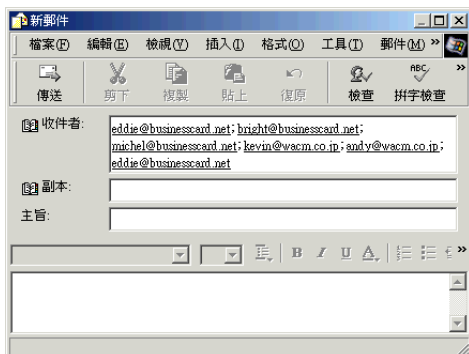 新郵件
檔案(F) 編輯(E) 檢視(V) 插入(I) 格式(O) 工具(T) 郵件(M) »
傳送 剪下 複製 貼上 復原 檢查 ABC 拼字檢查 »
收件者: eddie@businesscard.net; bright@businesscard.net;
michel@businesscard.net; kevin@wacm.co.jp; andy@wacm.co.jp;
eddie@businesscard.net
副本:
主旨:
B I U A »